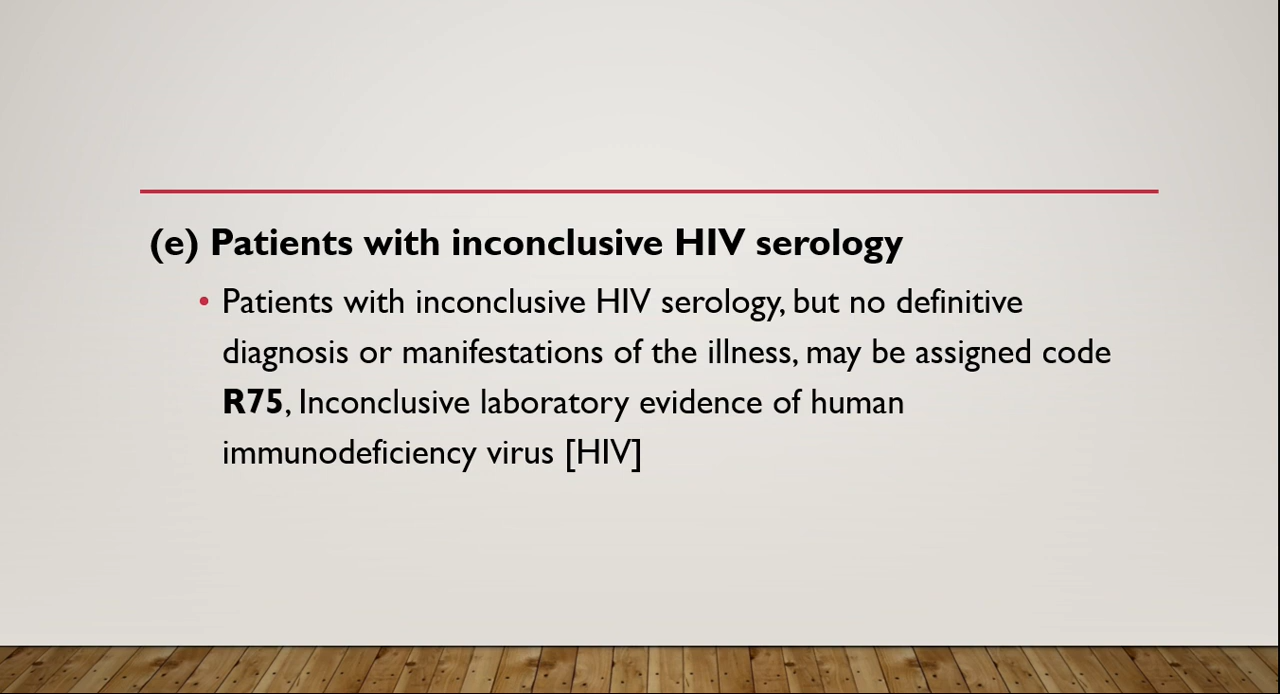 (e) Patients with inconclusive HIV serology
• Patients with inconclusive HIV serology, but no definitive
diagnosis or manifestations of the illness, may be assigned code
R75, Inconclusive laboratory evidence of human
immunodeficiency virus [HIV]